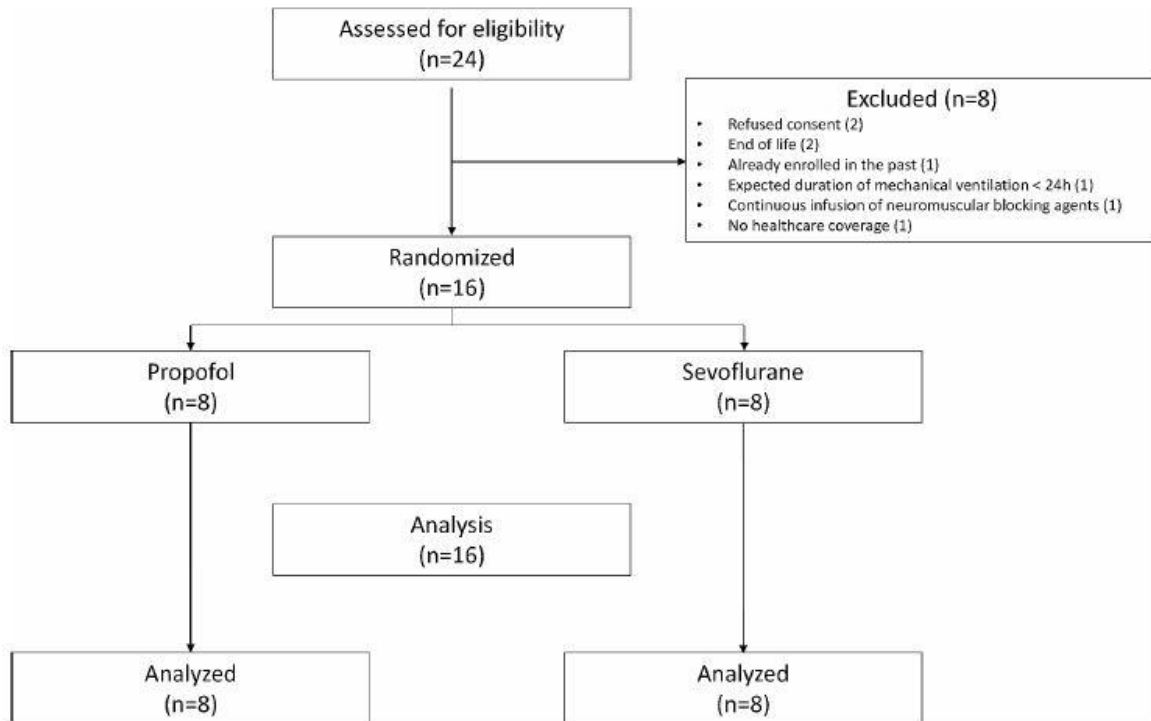 Assessed for eligibility
(n=24)
Excluded (n=8)
• Refused consent (2)
• End of life (2)
• Already enrolled in the past (1)
• Expected duration of mechanical ventilation < 24h (1)
• Continuous infusion of neuromuscular blocking agents (1)
• No healthcare coverage (1)
Randomized
(n=16)
Propofol
(n=8)
Sevoflurane
(n=8)
Analysis
(n=16)
Analyzed
(n=8)
Analyzed
(n=8)